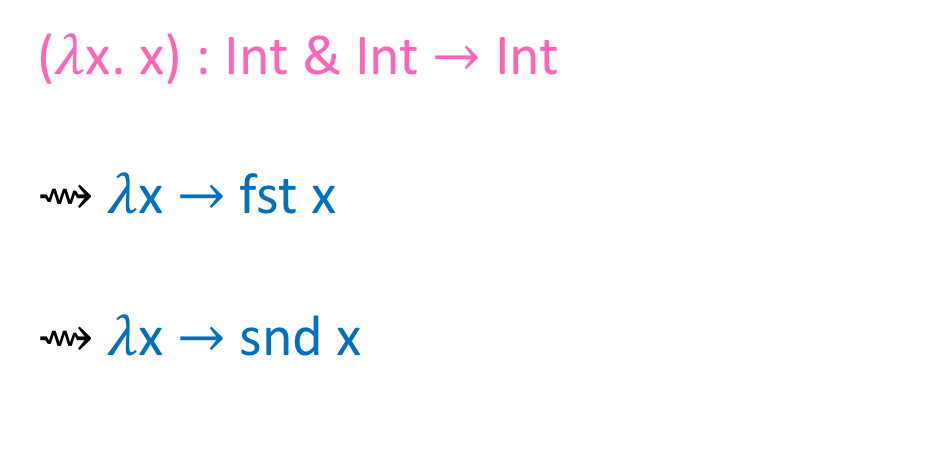 (λx. x) : Int & Int → Int
⇝ λx → fst x
⇝ λx → snd x